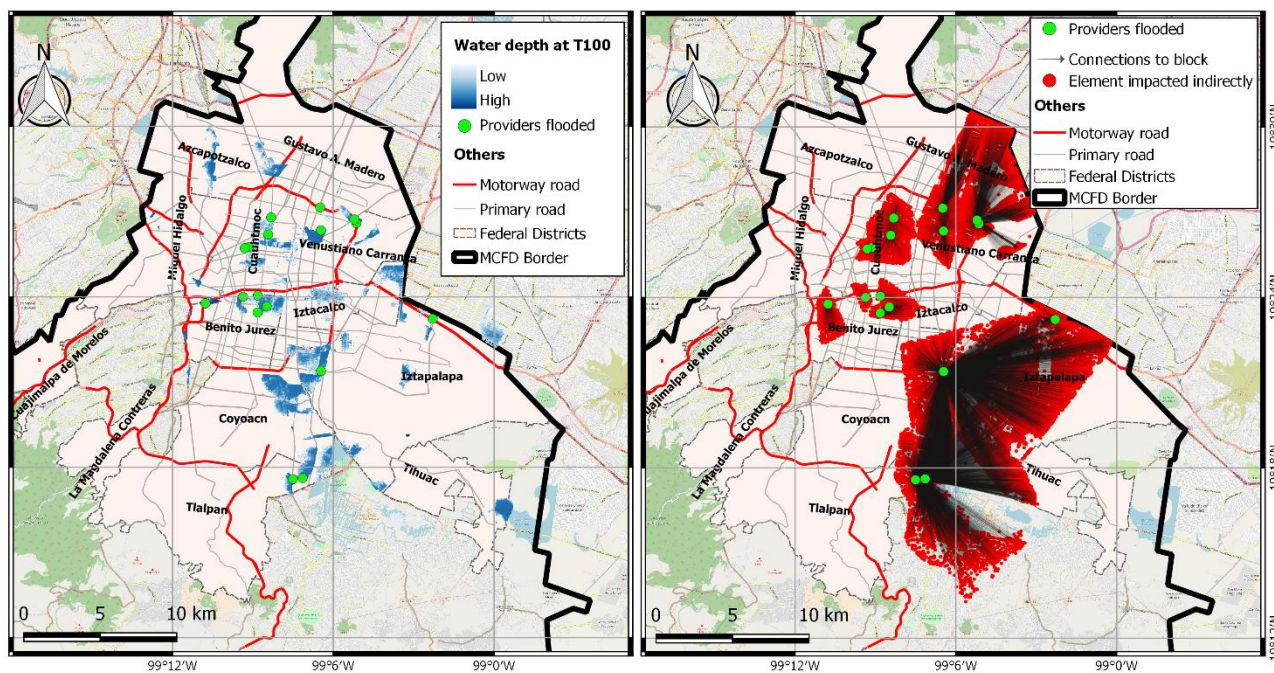 N
Water depth at T100
Low
High
Providers flooded
Others
Motorway road
Primary road
Federal Districts
MCFD Border
Azcapotzalco
Gustavo A. Madero
Miguel Hidalgo
Cuauhtmoc
Venustiano Carranza
Iztacalco
Benito Jurez
Iztapalapa
Cuajimalpa de Morelos
La Magdalena Contreras
Coyoacn
Tlhuac
Tlalpan
0 5 10 km
99°12'W 99°6'W 99°0'W
N
Providers flooded
Connections to block
Element impacted indirectly
Others
Motorway road
Primary road
Federal Districts
MCFD Border
Azcapotzalco
Gustavo A. Madero
Miguel Hidalgo
Cuauhtmoc
Venustiano Carranza
Iztacalco
Benito Jurez
Iztapalapa
Cuajimalpa de Morelos
La Magdalena Contreras
Coyoacn
Tlhuac
Tlalpan
0 5 10 km
99°12'W 99°6'W 99°0'W